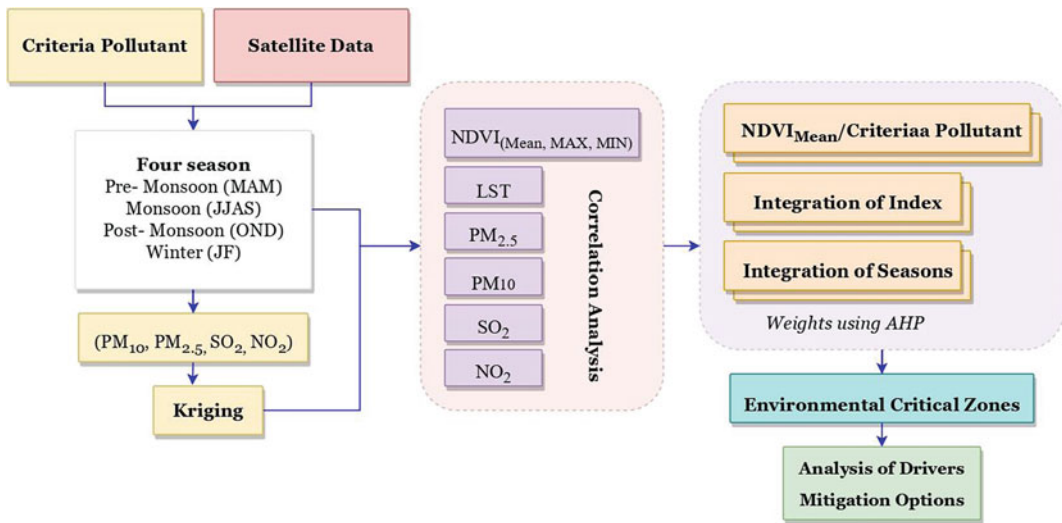 Criteria Pollutant
Satellite Data
Four season
Pre- Monsoon (MAM)
Monsoon (JJAS)
Post- Monsoon (OND)
Winter (JF)
(PM10, PM2.5, SO2, NO2)
Kriging
NDVI(Mean, MAX, MIN)
LST
PM2.5
PM10
SO2
NO2
Correlation Analysis
NDVIMean/Criteriaa Pollutant
Integration of Index
Integration of Seasons
Weights using AHP
Environmental Critical Zones
Analysis of Drivers
Mitigation Options